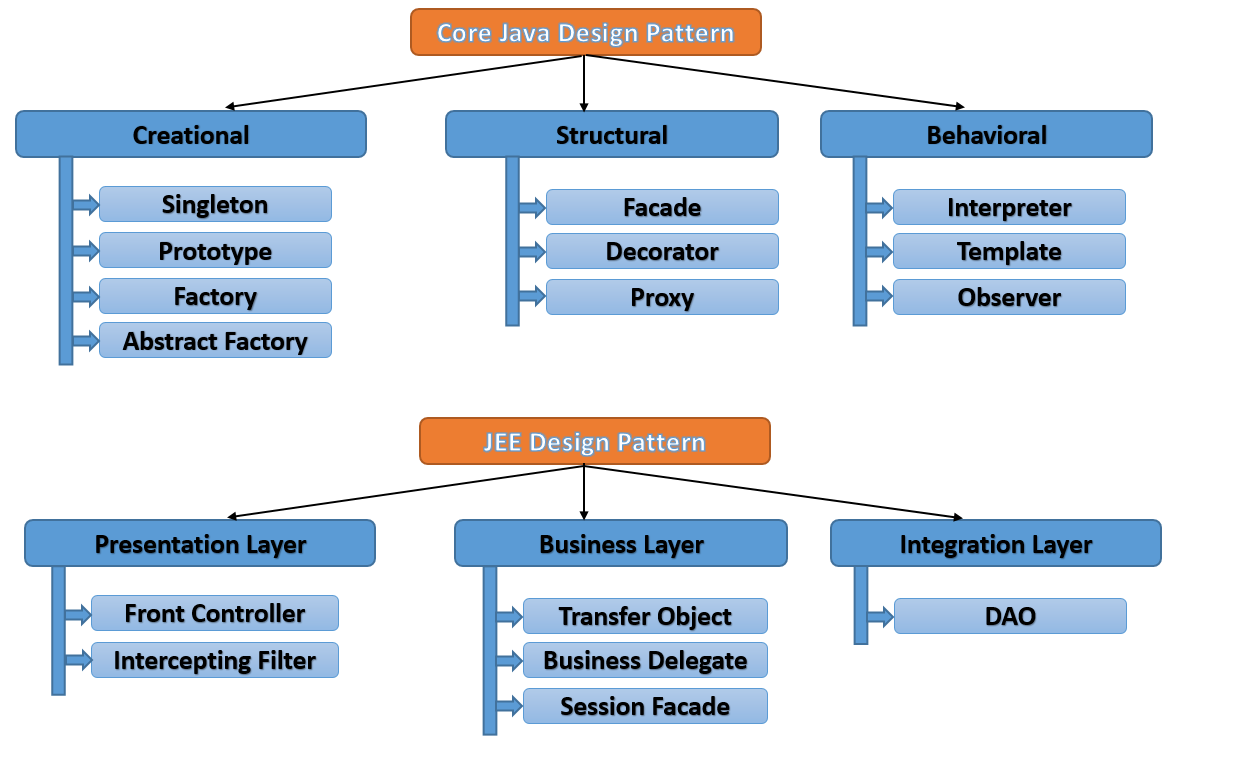 Core Java Design Pattern
Creational
Structural
Behavioral
Singleton
Prototype
Factory
Abstract Factory
Facade
Decorator
Proxy
Interpreter
Template
Observer
JEE Design Pattern
Presentation Layer
Business Layer
Integration Layer
Front Controller
Intercepting Filter
Transfer Object
Business Delegate
Session Facade
DAO